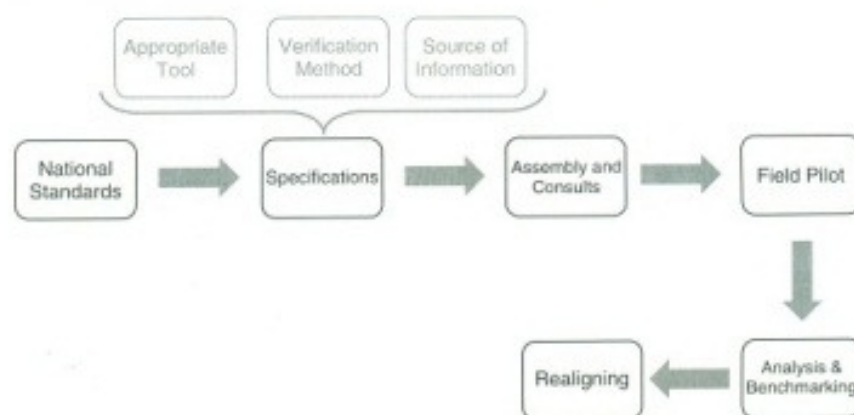 Appropriate
Tool
Verification
Method
Source of
Information
National
Standards
Specifications
Assembly and
Consults
Field Pilot
Analysis &
Benchmarking
Realigning